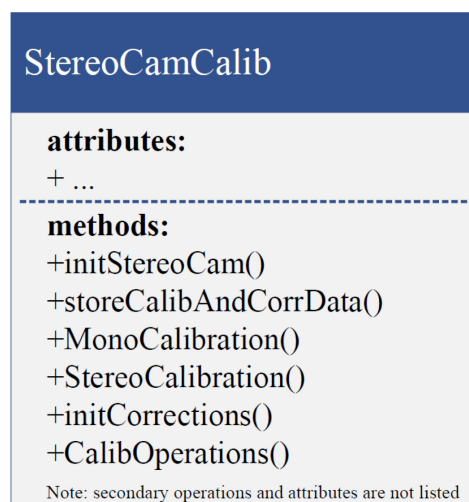 StereoCamCalib
attributes:
+ ...
methods:
+initStereoCam()
+storeCalibAndCorrData()
+MonoCalibration()
+StereoCalibration()
+initCorrections()
+CalibOperations()
Note: secondary operations and attributes are not listed